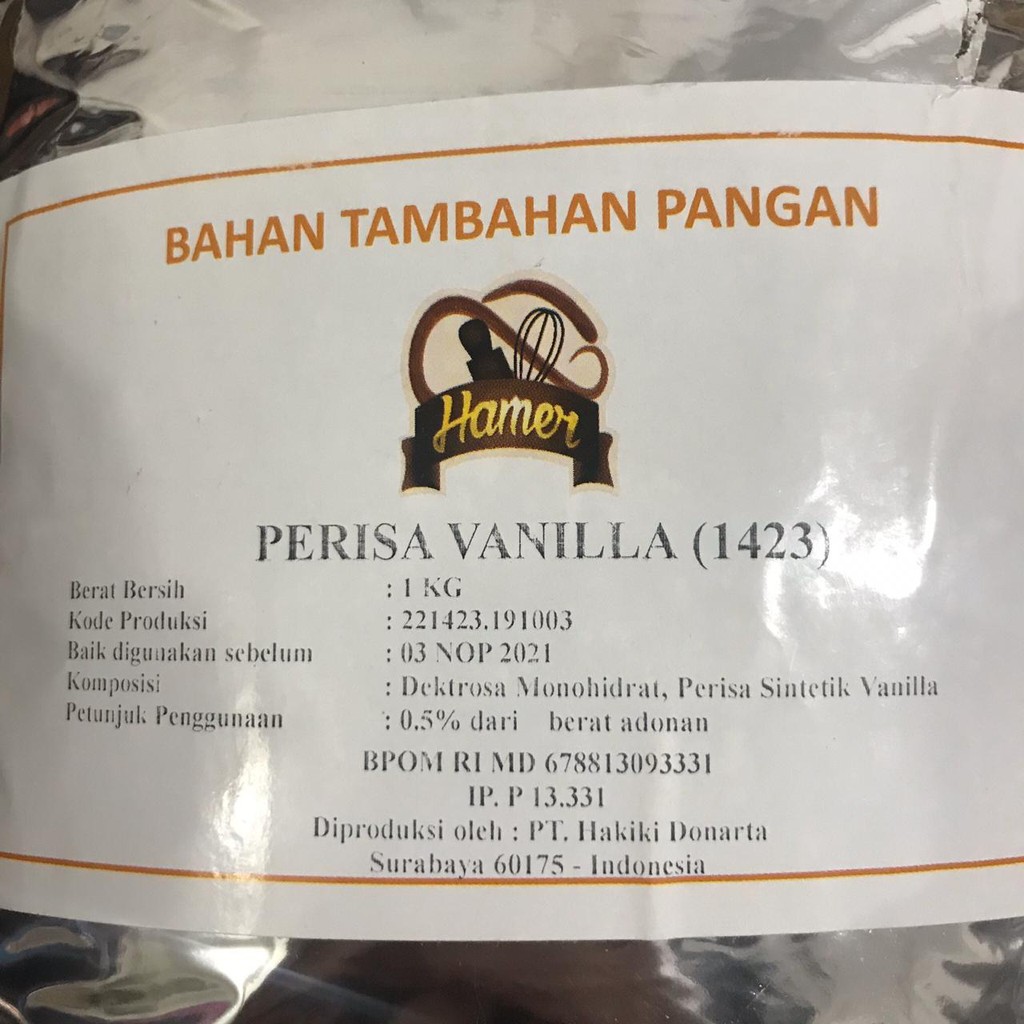 BAHAN TAMBAHAN PANGAN
Hamer
PERISA VANILLA (1423)
Berat Bersih : 1 KG
Kode Produksi : 221423.191003
Baik digunakan sebelum : 03 NOP 2021
Komposisi : Dektrosa Monohidrat, Perisa Sintetik Vanilla
Petunjuk Penggunaan : 0.5% dari berat adonan
BPOM RI MD 678813093331
IP. P 13.331
Diproduksi oleh : PT. Hakiki Donarta
Surabaya 60175 - Indonesia